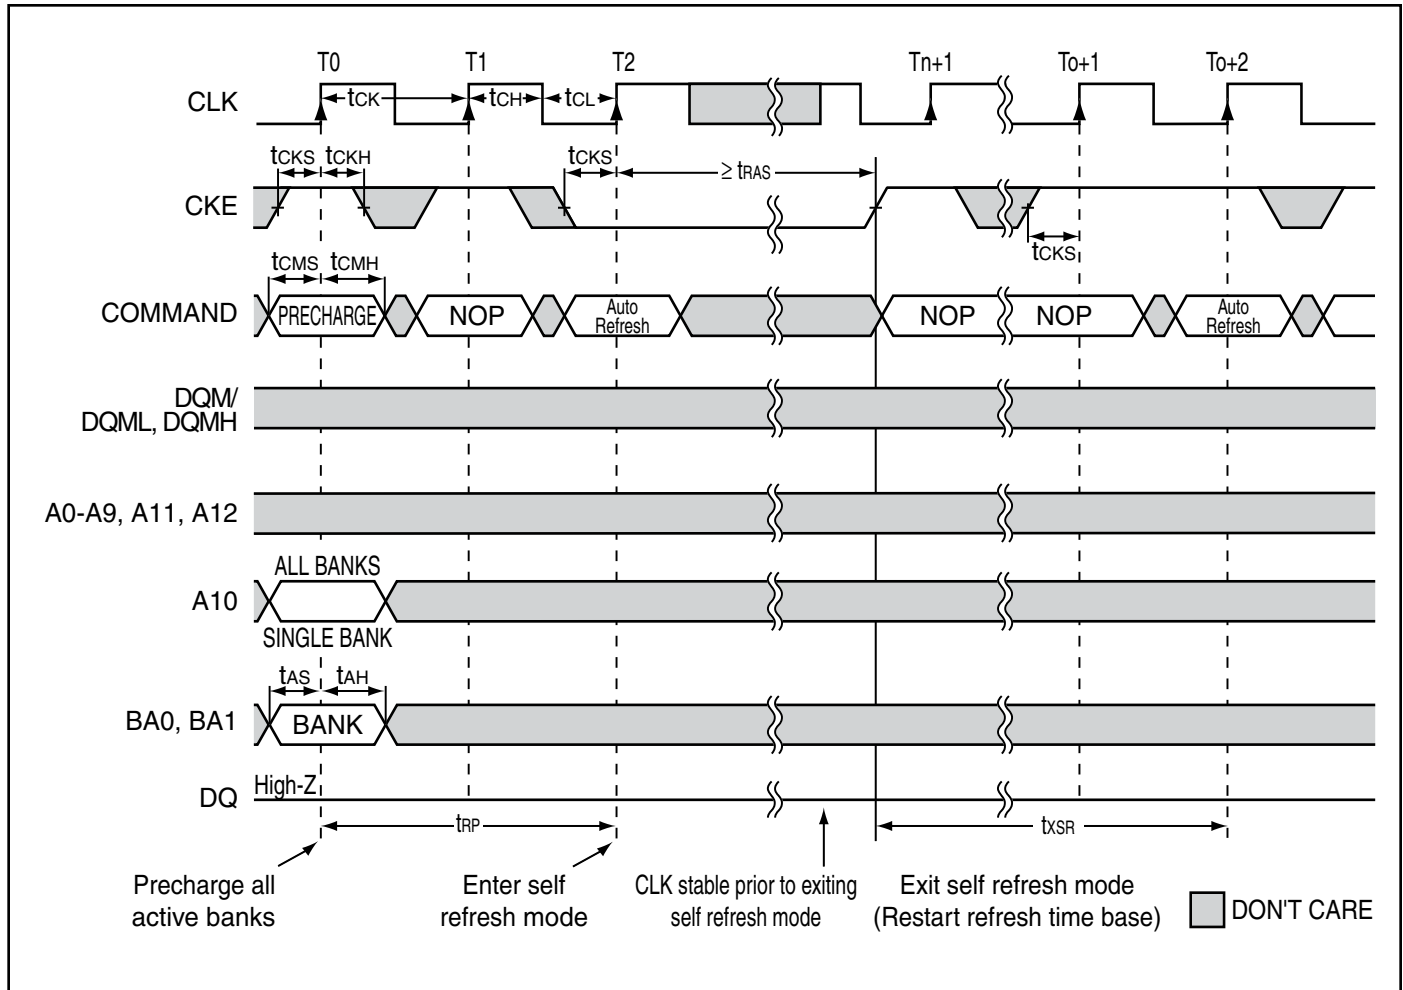 T0 T1 T2 Tn+1 To+1 To+2
CLK
tCK tCH tCL
tCKS tCKH tCKS ≥ tRAS
CKE
tCKS
tCMS tCMH
COMMAND PRECHARGE NOP Auto Refresh NOP NOP Auto Refresh
DQM/
DQML, DQMH
A0-A9, A11, A12
ALL BANKS
A10
SINGLE BANK
tAS tAH
BA0, BA1 BANK
DQ High-Z
tRP tXSR
Precharge all
active banks
Enter self
refresh mode
CLK stable prior to exiting
self refresh mode
Exit self refresh mode
(Restart refresh time base)
DON'T CARE